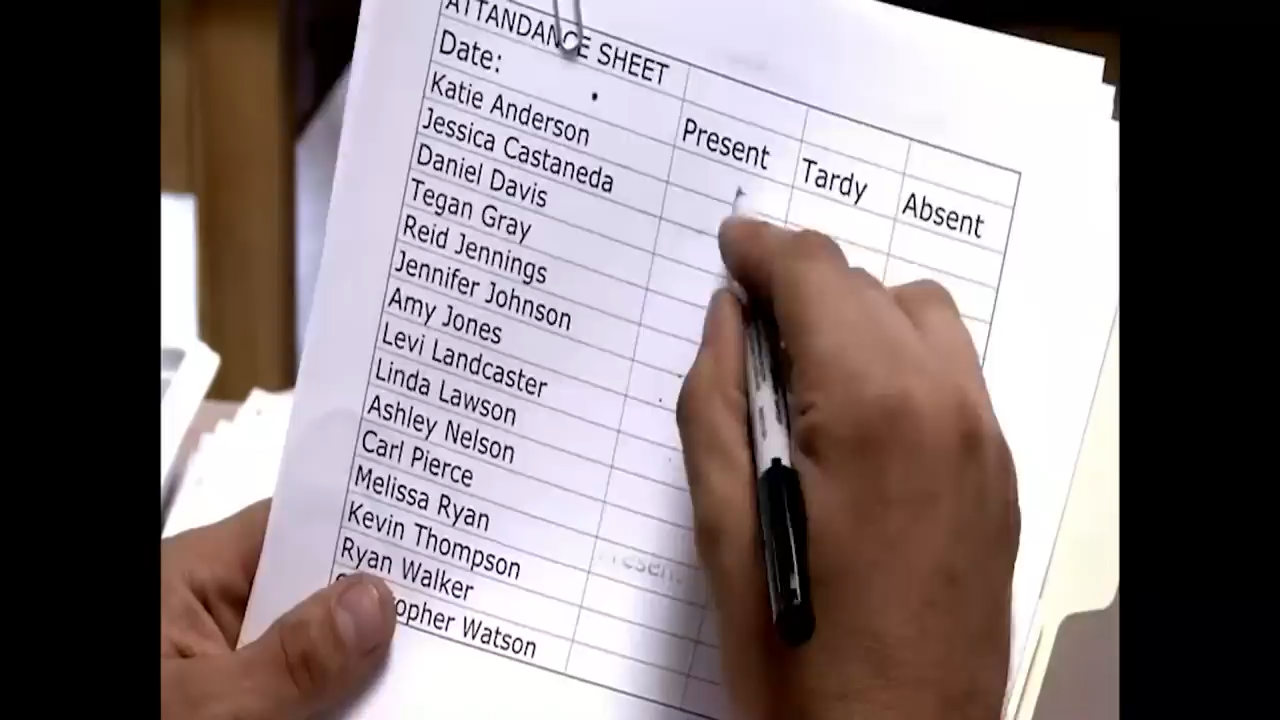 ATTANDANCE SHEET
Date:
Present Tardy Absent
Katie Anderson
Jessica Castaneda
Daniel Davis
Tegan Gray
Reid Jennings
Jennifer Johnson
Amy Jones
Levi Landcaster
Linda Lawson
Ashley Nelson
Carl Pierce
Melissa Ryan
Kevin Thompson
Ryan Walker
Watson